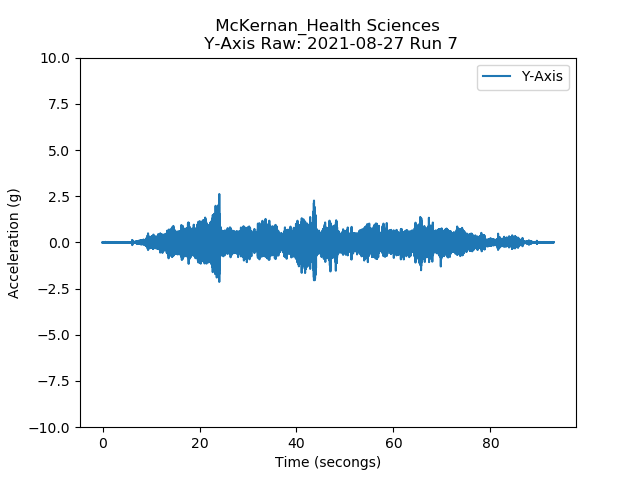 McKernan_Health Sciences
Y-Axis Raw: 2021-08-27 Run 7
Y-Axis
10.0
7.5
5.0
2.5
0.0
−2.5
−5.0
−7.5
−10.0
Acceleration (g)
0 20 40 60 80
Time (secongs)